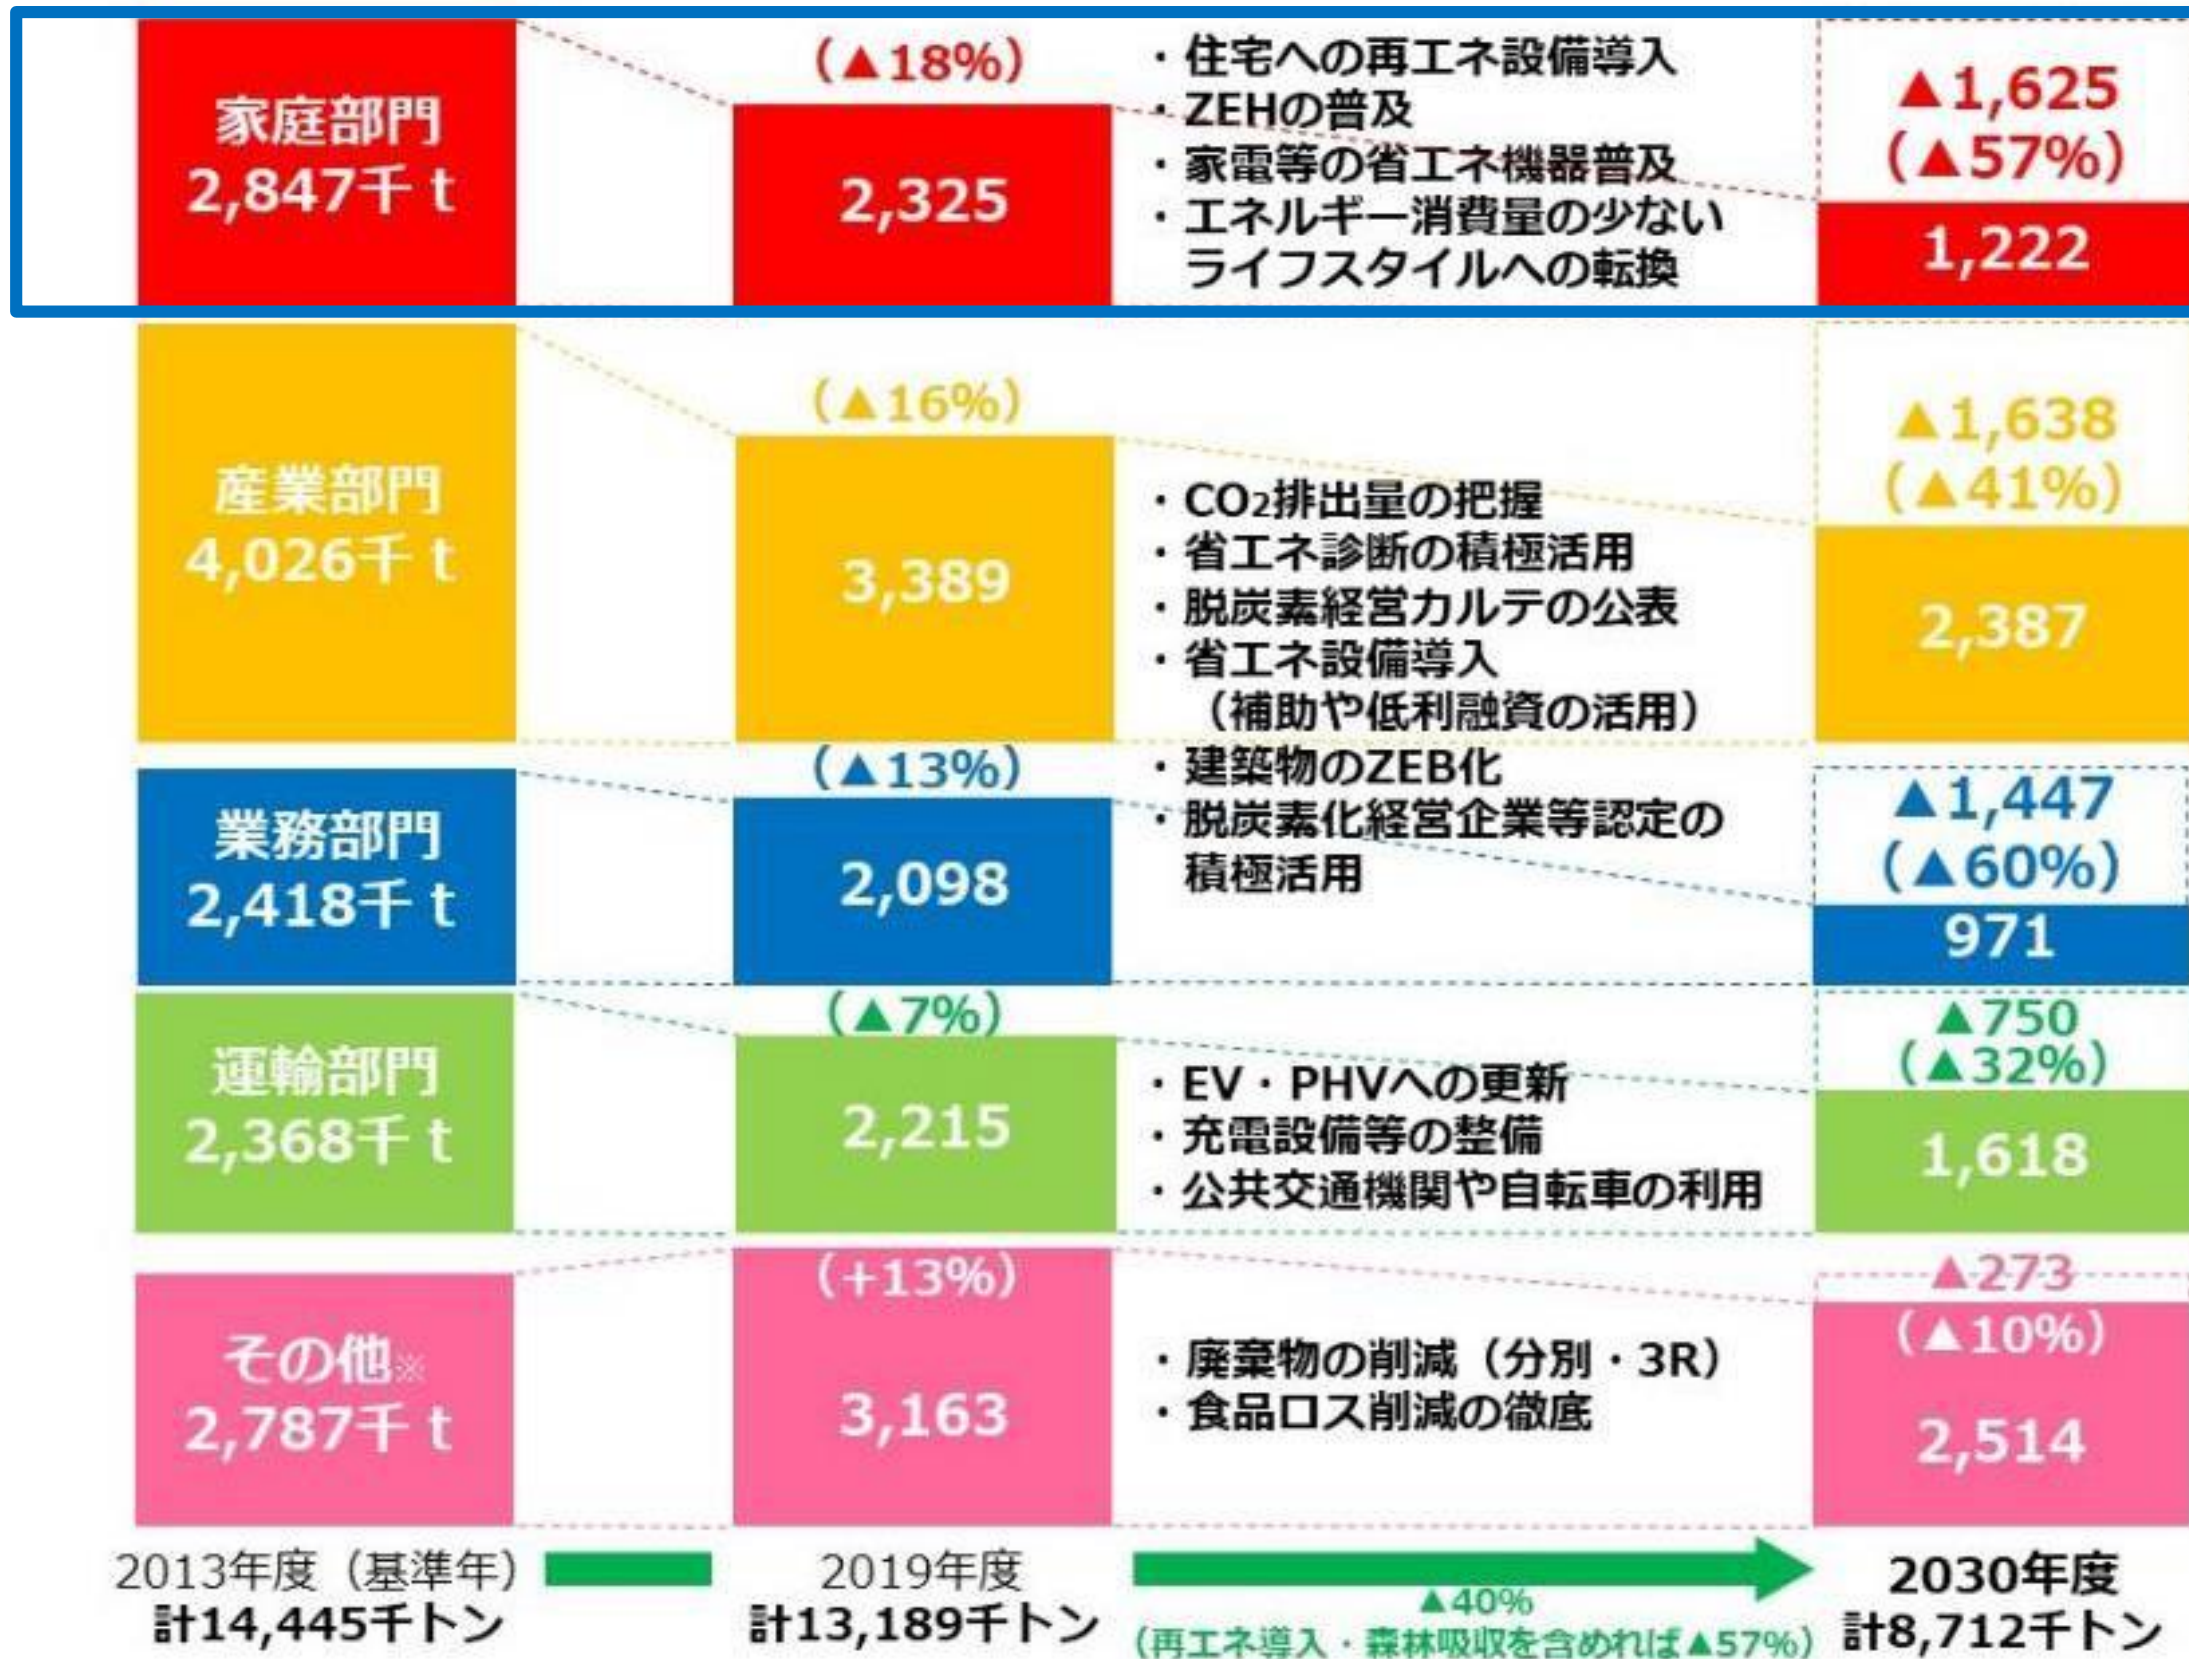 家庭部門
2,847千t
(▲18%)
2,325
・住宅への再エネ設備導入
・ZEHの普及
・家電等の省エネ機器普及
・エネルギー消費量の少ない
ライフスタイルへの転換
▲1,625
(▲57%)
1,222
産業部門
4,026千t
(▲16%)
3,389
・CO2排出量の把握
・省エネ診断の積極活用
・脱炭素経営カルテの公表
・省エネ設備導入
(補助や低利融資の活用)
・建築物のZEB化
・脱炭素化経営企業等認定の
積極活用
▲1,638
(▲41%)
2,387
業務部門
2,418千t
(▲13%)
2,098
▲1,447
(▲60%)
971
運輸部門
2,368千t
(▲7%)
2,215
・EV・PHVへの更新
・充電設備等の整備
・公共交通機関や自転車の利用
▲750
(▲32%)
1,618
その他※
2,787千t
(+13%)
3,163
・廃棄物の削減(分別・3R)
・食品ロス削減の徹底
▲273
(▲10%)
2,514
2013年度(基準年)
計14,445千トン
2019年度
計13,189千トン
▲40%
(再エネ導入・森林吸収を含めれば▲57%)
2030年度
計8,712千トン